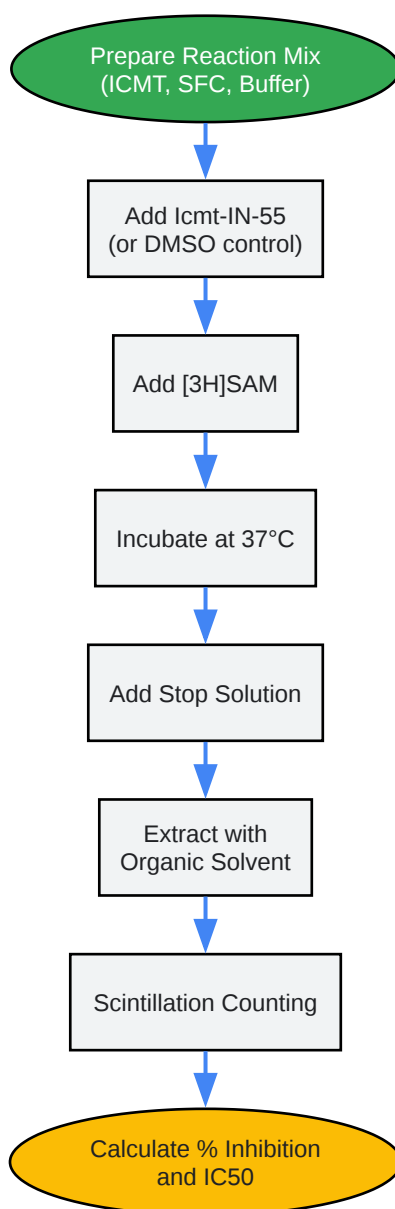 Prepare Reaction Mix
(ICMT, SFC, Buffer)
Add Icmt-IN-55
(or DMSO control)
Add [3H]SAM
Incubate at 37°C
Add Stop Solution
Extract with
Organic Solvent
Scintillation Counting
Calculate % Inhibition
and IC50